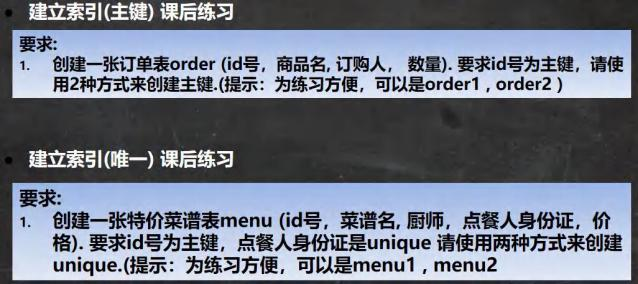 • 建立索引(主键) 课后练习
要求:
1. 创建一张订单表order (id号，商品名, 订购人， 数量). 要求id号为主键，请使
用2种方式来创建主键.(提示：为练习方便，可以是order1 , order2 )
• 建立索引(唯一) 课后练习
要求:
1. 创建一张特价菜谱表menu (id号，菜谱名, 厨师，点餐人身份证，价
格). 要求id号为主键，点餐人身份证是unique 请使用两种方式来创建
unique.(提示：为练习方便，可以是menu1 , menu2